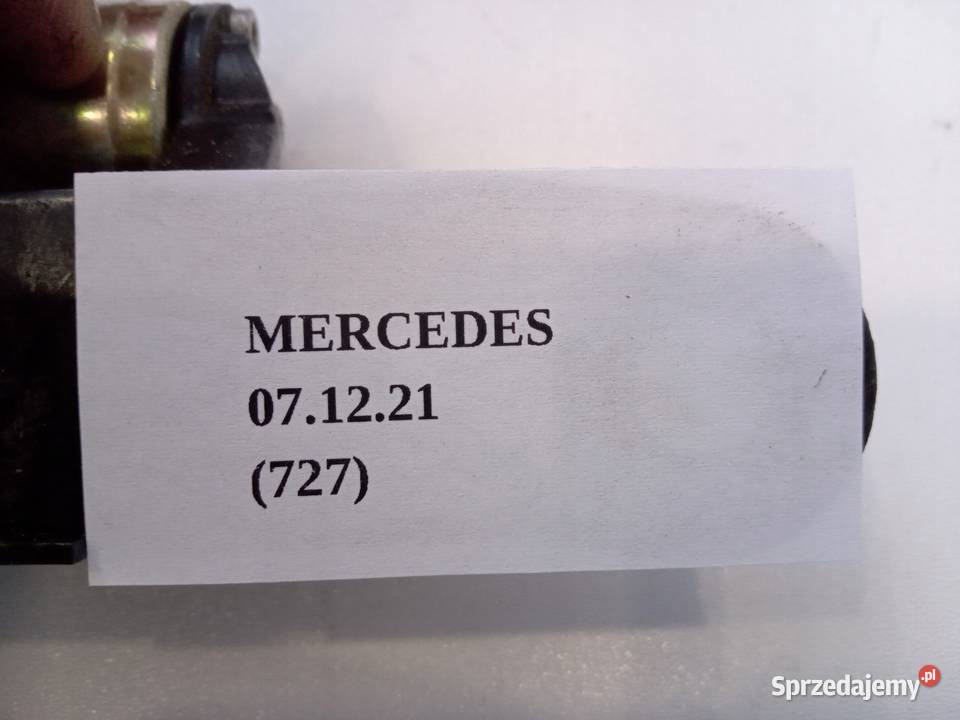 MERCEDES
07.12.21
(727)
Sprzedajemy.pl